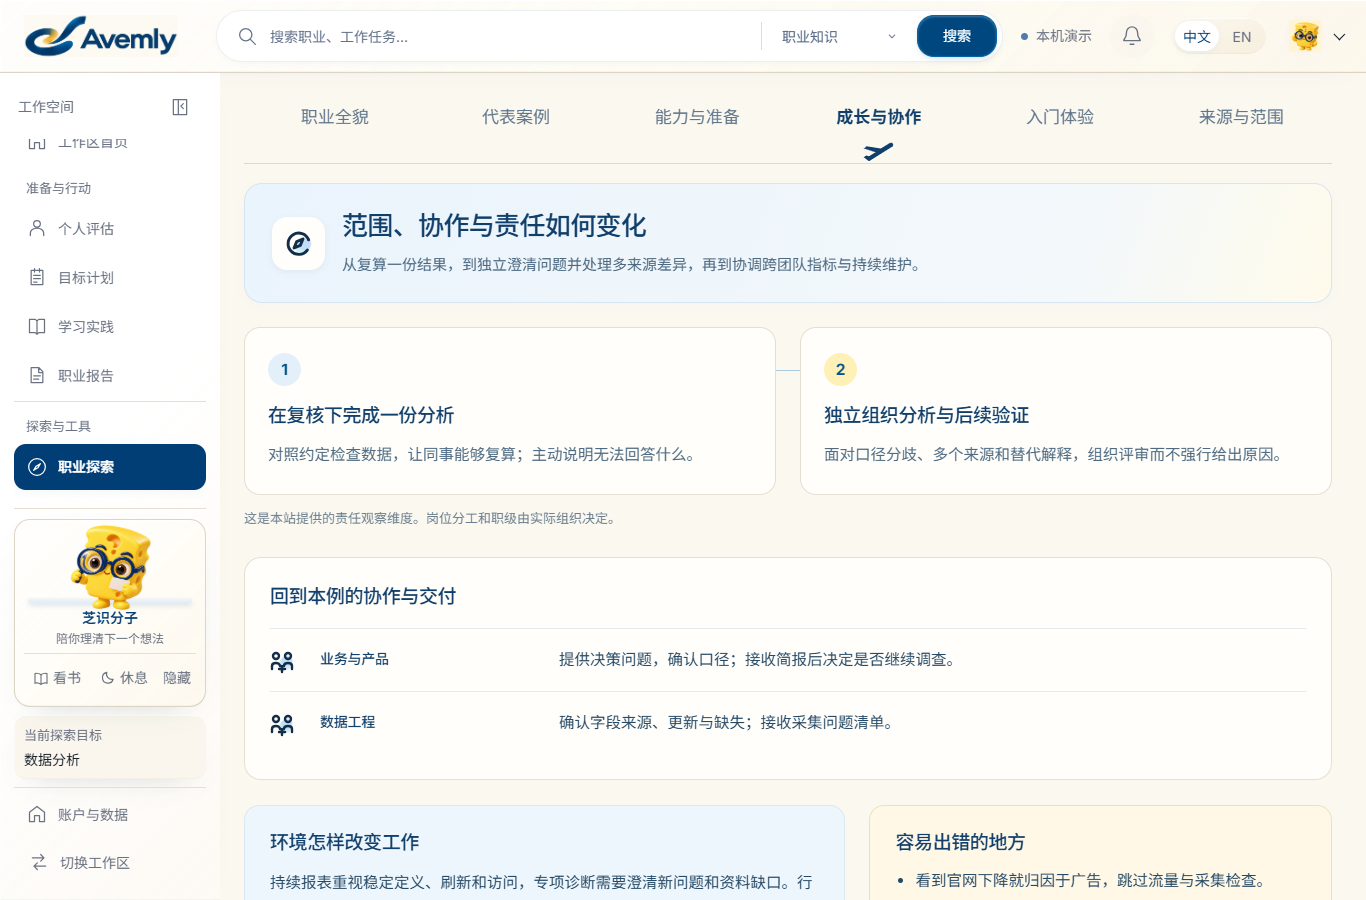 Avemly
搜索职业、工作任务...
职业知识
搜索
本机演示
中文
EN
工作空间
工作区首页
准备与行动
个人评估
目标计划
学习实践
职业报告
探索与工具
职业探索
芝识分子
陪你理清下一个想法
看书
休息
隐藏
当前探索目标
数据分析
账户与数据
切换工作区
职业全貌
代表案例
能力与准备
成长与协作
入门体验
来源与范围
范围、协作与责任如何变化
从复算一份结果，到独立澄清问题并处理多来源差异，再到协调跨团队指标与持续维护。
1
在复核下完成一份分析
对照约定检查数据，让同事能够复算；主动说明无法回答什么。
2
独立组织分析与后续验证
面对口径分歧、多个来源和替代解释，组织评审而不强行给出原因。
这是本站提供的责任观察维度。岗位分工和职级由实际组织决定。
回到本例的协作与交付
业务与产品
提供决策问题，确认口径；接收简报后决定是否继续调查。
数据工程
确认字段来源、更新与缺失；接收采集问题清单。
环境怎样改变工作
持续报表重视稳定定义、刷新和访问，专项诊断需要澄清新问题和资料缺口。行
容易出错的地方
• 看到官网下降就归因于广告，跳过流量与采集检查。